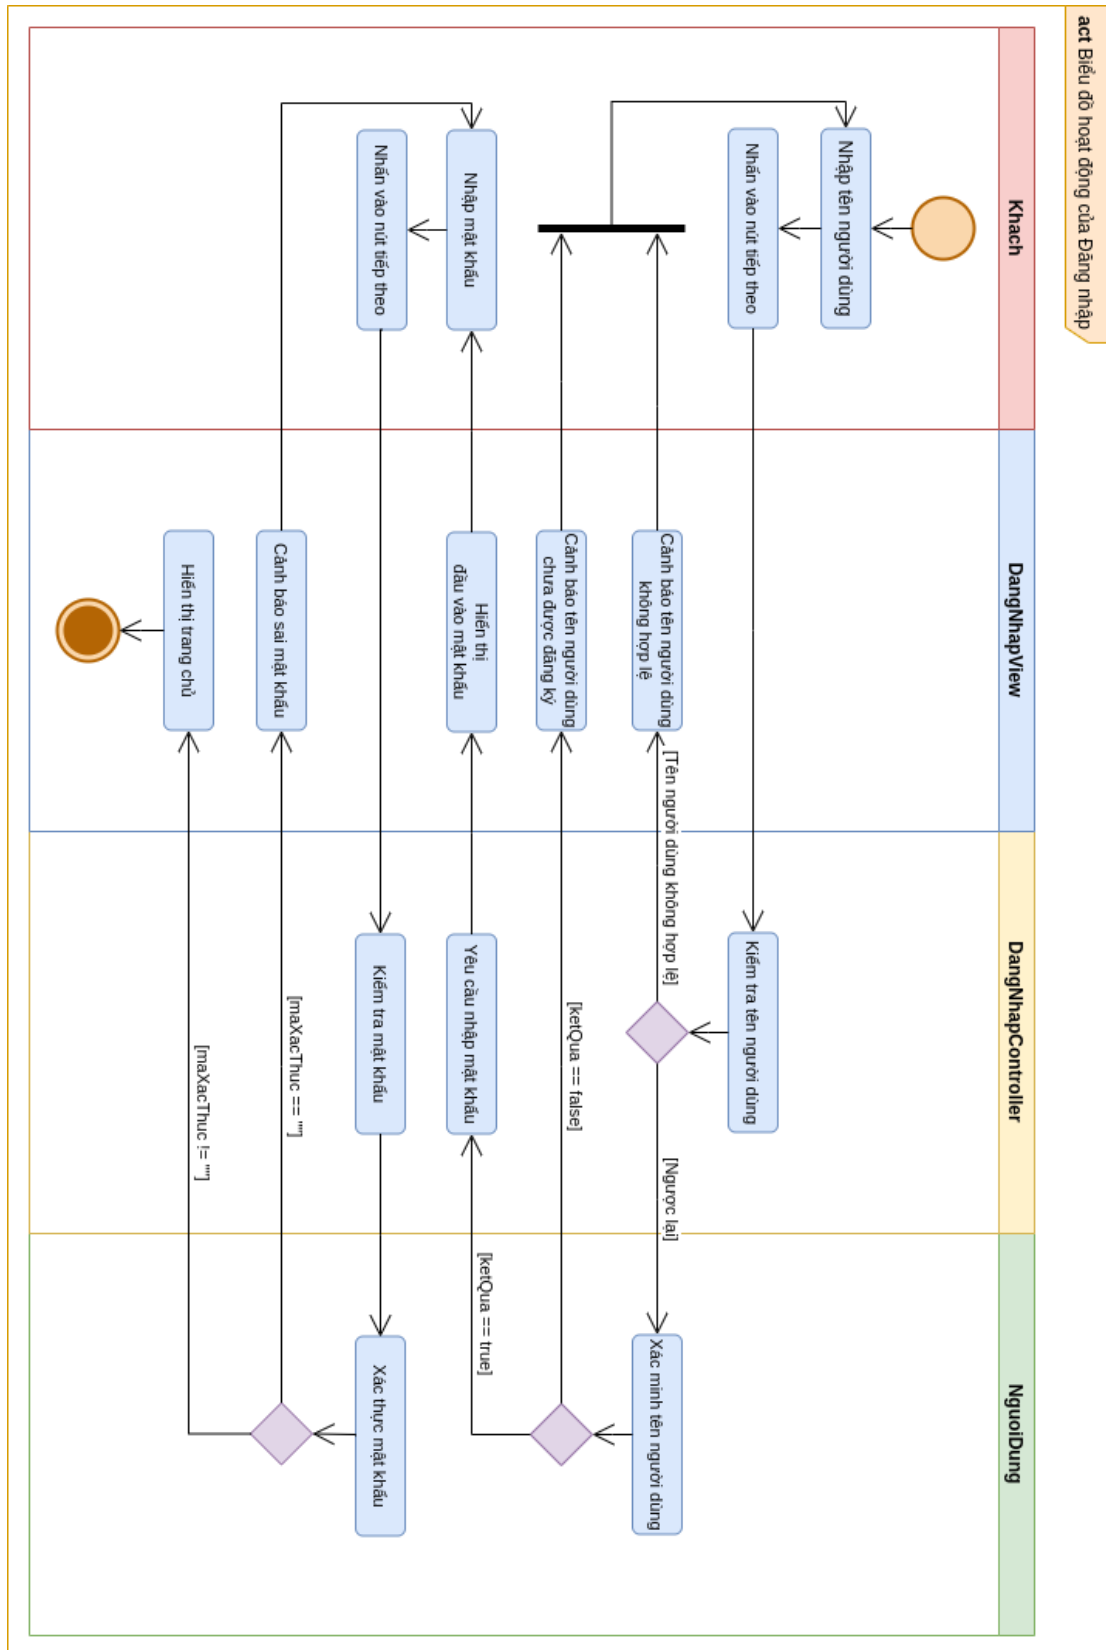 act Biểu đồ hoạt động của Đăng nhập
Khach
DangNhapView
DangNhapController
NguoiDung
Nhập tên người dùng
Nhấn vào nút tiếp theo
Kiểm tra tên người dùng
[Tên người dùng không hợp lệ]
[Ngược lại]
Cảnh báo tên người dùng
không hợp lệ
Xác minh tên người dùng
Cảnh báo tên người dùng
chưa được đăng ký
[ketQua == false]
[ketQua == true]
Nhập mật khẩu
Hiển thị
đầu vào mật khẩu
Yêu cầu nhập mật khẩu
Nhấn vào nút tiếp theo
Kiểm tra mật khẩu
Xác thực mật khẩu
Cảnh báo sai mật khẩu
[maXacThuc == ""]
Hiển thị trang chủ
[maXacThuc != ""]